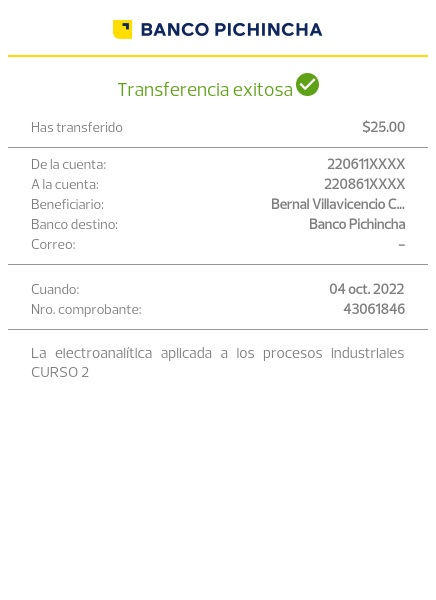 BANCO PICHINCHA
Transferencia exitosa
Has transferido $25.00
De la cuenta: 220611XXXX
A la cuenta: 220861XXXX
Beneficiario: Bernal Villavicencio C...
Banco destino: Banco Pichincha
Correo: –
Cuando: 04 oct. 2022
Nro. comprobante: 43061846
La electroanalítica aplicada a los procesos industriales
CURSO 2